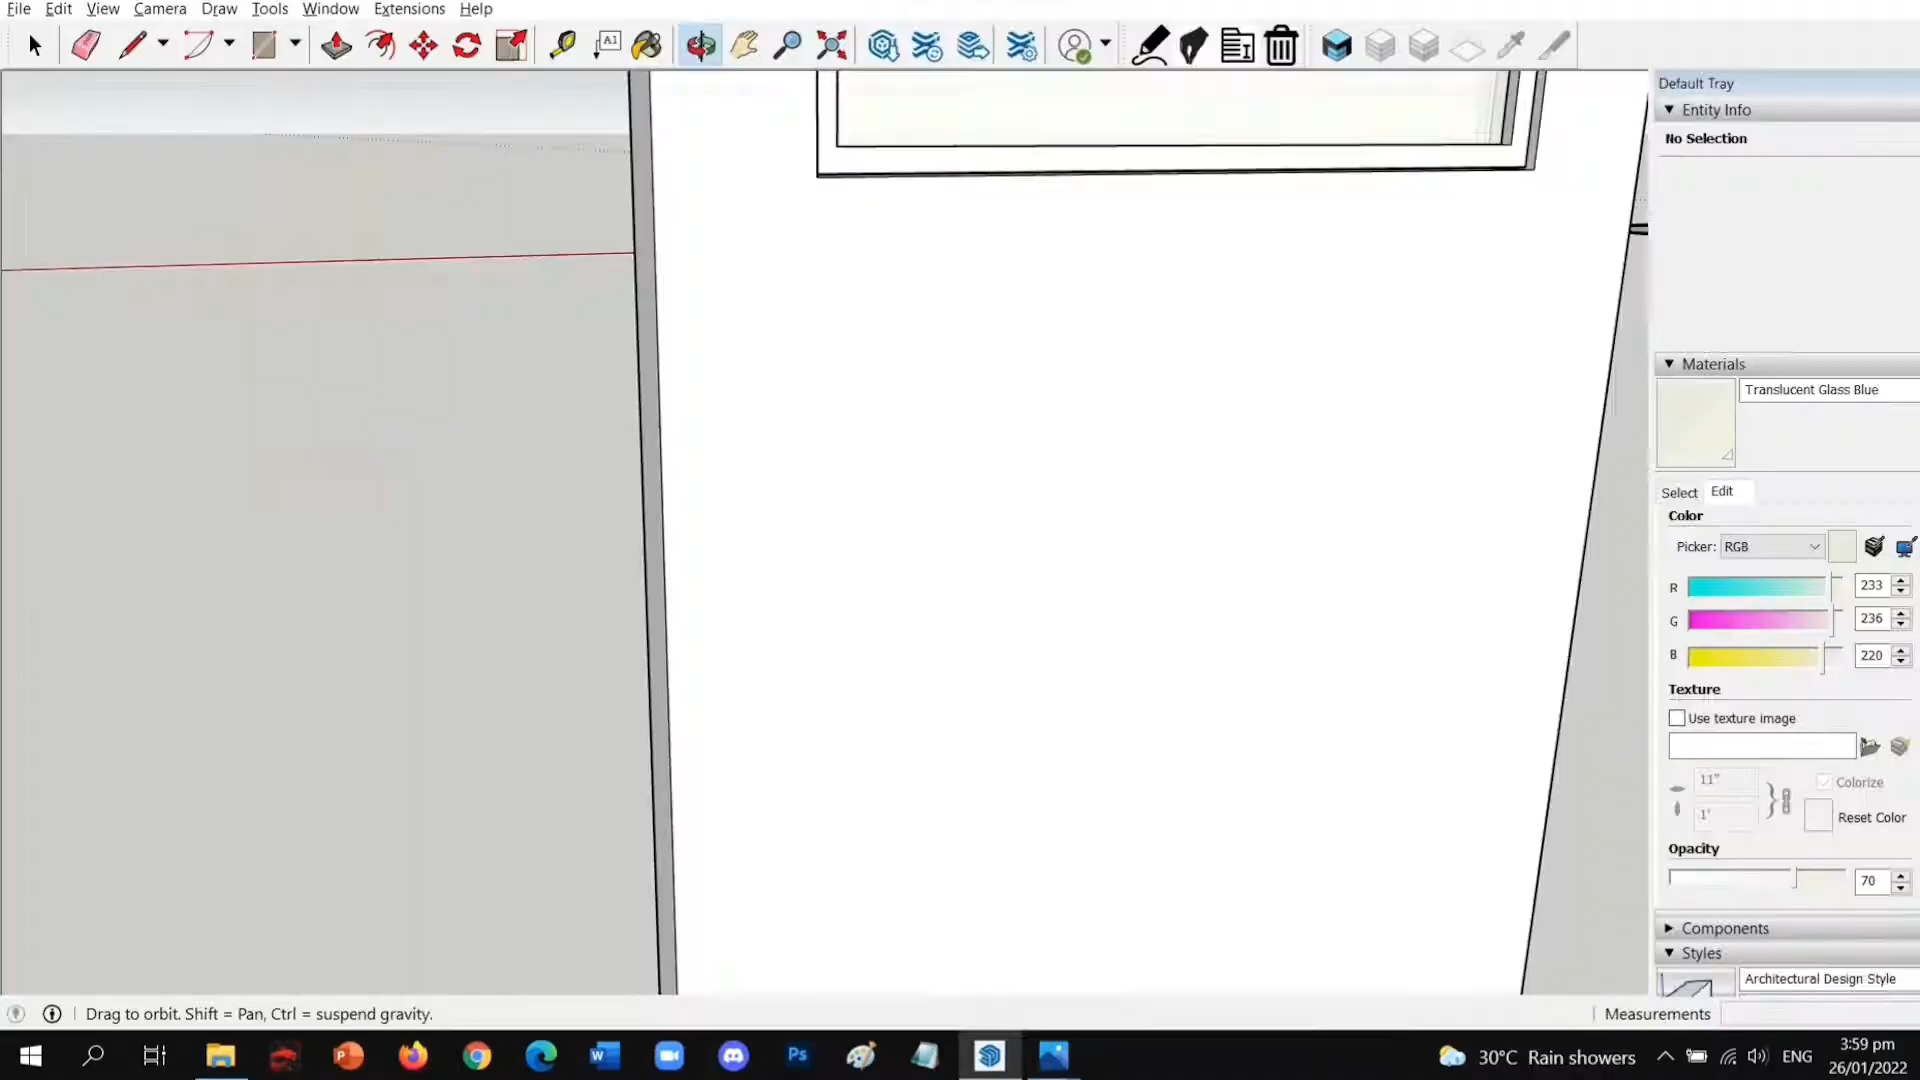 File Edit View Camera Draw Tools Window Extensions Help
A1
Default Tray
Entity Info
No Selection
Materials
Translucent Glass Blue
Select Edit
Color
Picker: RGB
R 233
G 236
B 220
Texture
Use texture image
11"
Colorize
1'
Reset Color
Opacity
70
Components
Styles
Architectural Design Style
Drag to orbit. Shift = Pan, Ctrl = suspend gravity.
Measurements
30°C Rain showers
ENG
3:59 pm
26/01/2022